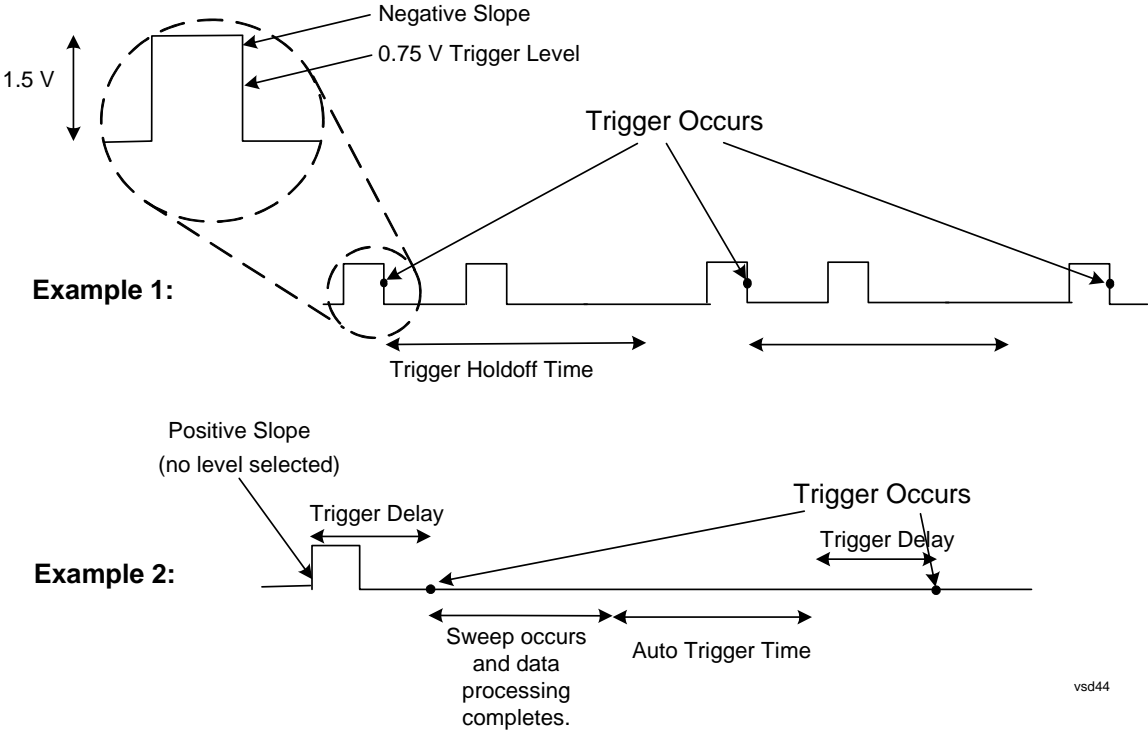 Negative Slope
0.75 V Trigger Level
1.5 V
Trigger Occurs
Example 1:
Trigger Holdoff Time
Positive Slope
(no level selected)
Trigger Delay
Trigger Occurs
Trigger Delay
Example 2:
Sweep occurs
and data
processing
completes.
Auto Trigger Time
vsd44